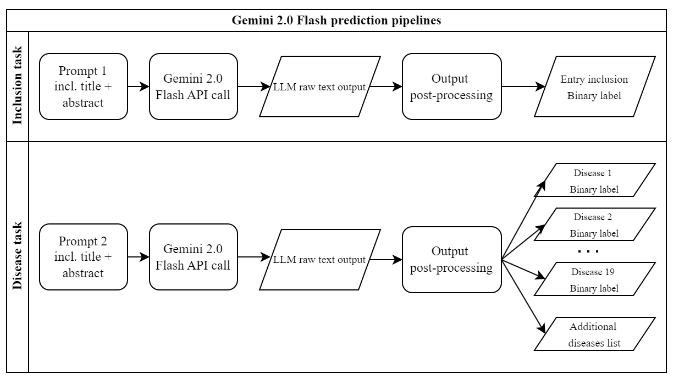 Gemini 2.0 Flash prediction pipelines
Inclusion task
Prompt 1
incl. title +
abstract
Gemini 2.0
Flash API call
LLM raw text output
Output
post-processing
Entry inclusion
Binary label
Disease task
Prompt 2
incl. title +
abstract
Gemini 2.0
Flash API call
LLM raw text output
Output
post-processing
Disease 1
Binary label
Disease 2
Binary label
...
Disease 19
Binary label
Additional
diseases list